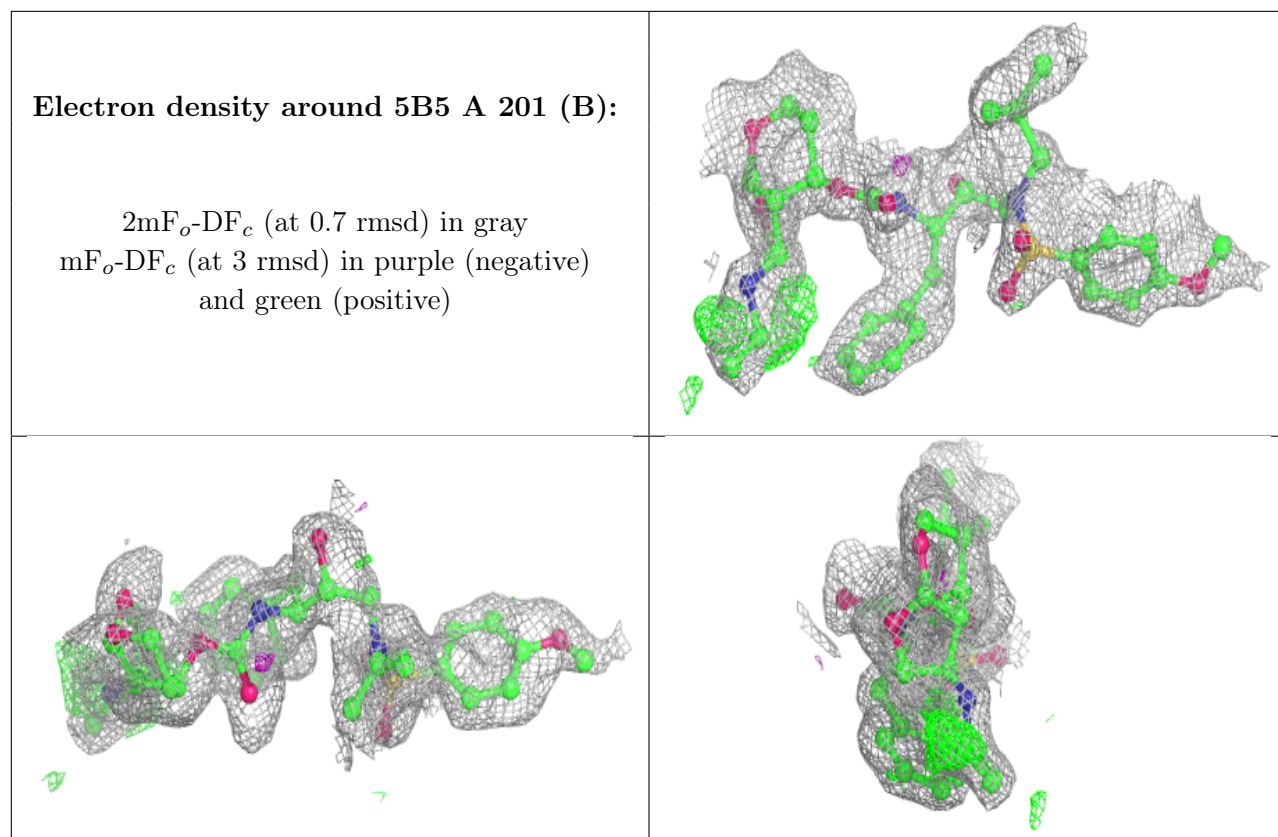 Electron density around 5B5 A 201 (B):
2mFₒ-DF𝑐 (at 0.7 rmsd) in gray
mFₒ-DF𝑐 (at 3 rmsd) in purple (negative)
and green (positive)